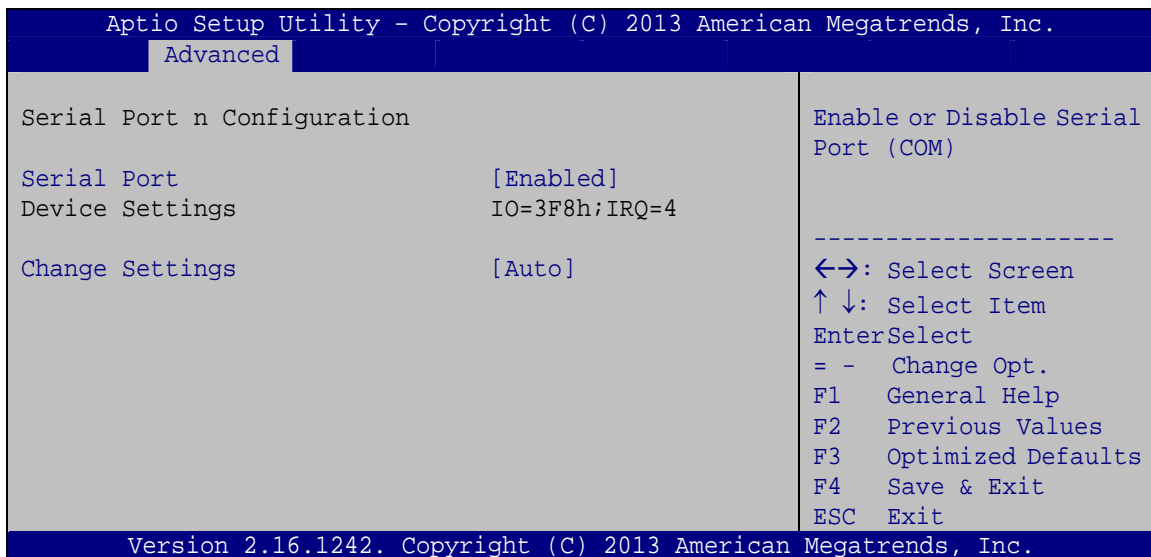 Aptio Setup Utility – Copyright (C) 2013 American Megatrends, Inc.
Advanced
Serial Port n Configuration
Serial Port [Enabled]
Device Settings IO=3F8h;IRQ=4
Change Settings [Auto]
Enable or Disable Serial
Port (COM)
---------------------
←→: Select Screen
↑ ↓: Select Item
EnterSelect
= - Change Opt.
F1 General Help
F2 Previous Values
F3 Optimized Defaults
F4 Save & Exit
ESC Exit
Version 2.16.1242. Copyright (C) 2013 American Megatrends, Inc.